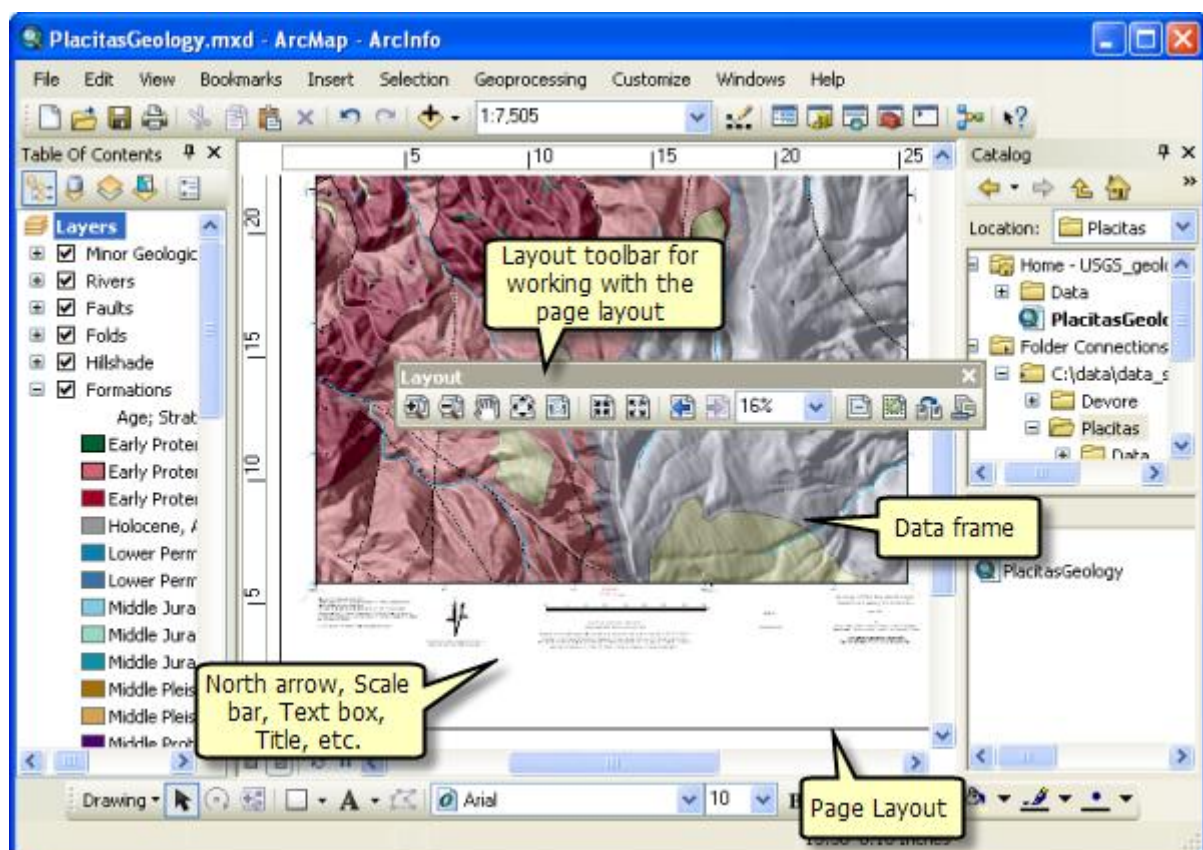 PlacitasGeology.mxd - ArcMap - ArcInfo
File Edit View Bookmarks Insert Selection Geoprocessing Customize Windows Help
1:7,505
Table Of Contents
Layers
Minor Geologic
Rivers
Faults
Folds
Hillshade
Formations
Age; Strat
Early Proter
Early Proter
Early Proter
Holocene, A
Lower Perm
Lower Perm
Middle Jura
Middle Jura
Middle Jura
Middle Pleis
Middle Pleis
Middle Prot
5 10 15 20 25
20
15
10
5
Layout toolbar for
working with the
page layout
Layout
16%
Data frame
North arrow, Scale
bar, Text box,
Title, etc.
Page Layout
Catalog
Location: Placitas
Home - USGS_geolo
Data
PlacitasGeolo
Folder Connections
C:\data\data_s
Devore
Placitas
Data
PlacitasGeology
Drawing A Arial 10 B